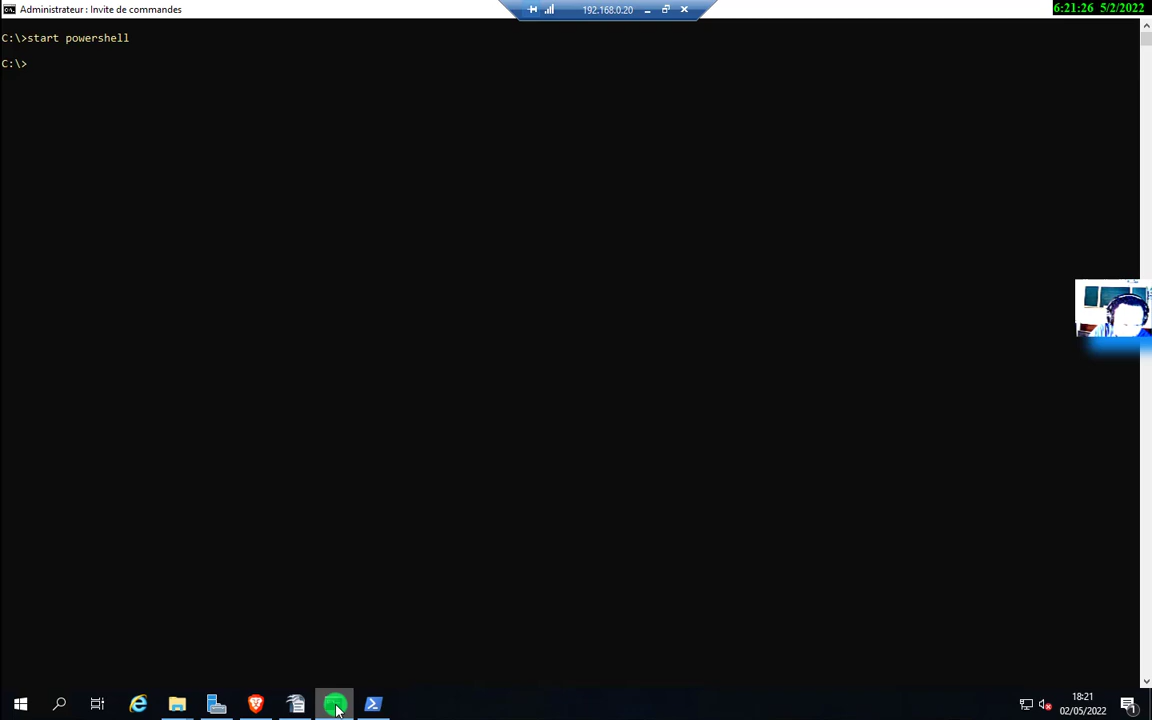 Administrateur : Invite de commandes
192.168.0.20
6:21:26 5/2/2022
C:\>start powershell
C:\>
18:21
02/05/2022
1